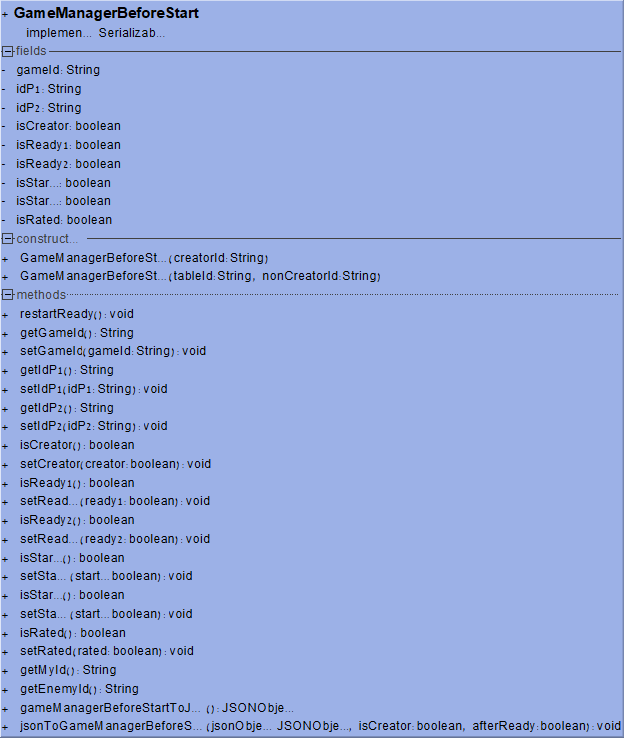 + GameManagerBeforeStart
implemen... Serializab...
fields
- gameId: String
- idP1: String
- idP2: String
- isCreator: boolean
- isReady1: boolean
- isReady2: boolean
- isStar...: boolean
- isStar...: boolean
- isRated: boolean
construct...
+ GameManagerBeforeSt...(creatorId:String)
+ GameManagerBeforeSt...(tableId:String, nonCreatorId:String)
methods
+ restartReady(): void
+ getGameId(): String
+ setGameId(gameId:String): void
+ getIdP1(): String
+ setIdP1(idP1:String): void
+ getIdP2(): String
+ setIdP2(idP2:String): void
+ isCreator(): boolean
+ setCreator(creator:boolean): void
+ isReady1(): boolean
+ setRead...(ready1:boolean): void
+ isReady2(): boolean
+ setRead...(ready2:boolean): void
+ isStar...(): boolean
+ setSta...(start...boolean): void
+ isStar...(): boolean
+ setSta...(start...boolean): void
+ isRated(): boolean
+ setRated(rated:boolean): void
+ getMyId(): String
+ getEnemyId(): String
+ gameManagerBeforeStartToJ...(): JSONObje...
+ jsonToGameManagerBeforeS...(jsonObje... JSONObje..., isCreator:boolean, afterReady:boolean): void